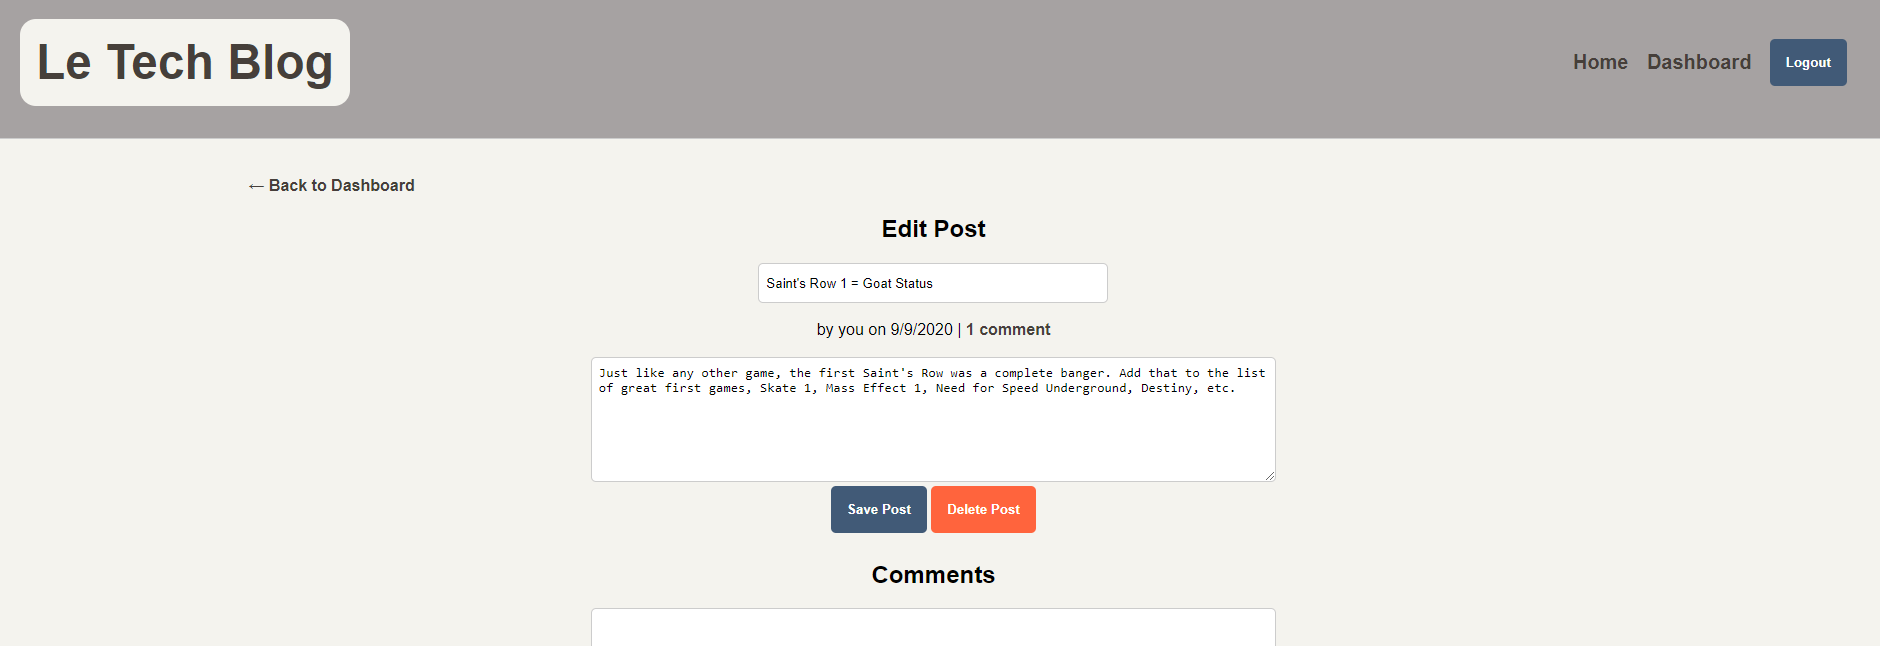 Le Tech Blog
Home Dashboard Logout
← Back to Dashboard
Edit Post
Saint's Row 1 = Goat Status
by you on 9/9/2020 | 1 comment
Just like any other game, the first Saint's Row was a complete banger. Add that to the list
of great first games, Skate 1, Mass Effect 1, Need for Speed Underground, Destiny, etc.
Save Post Delete Post
Comments